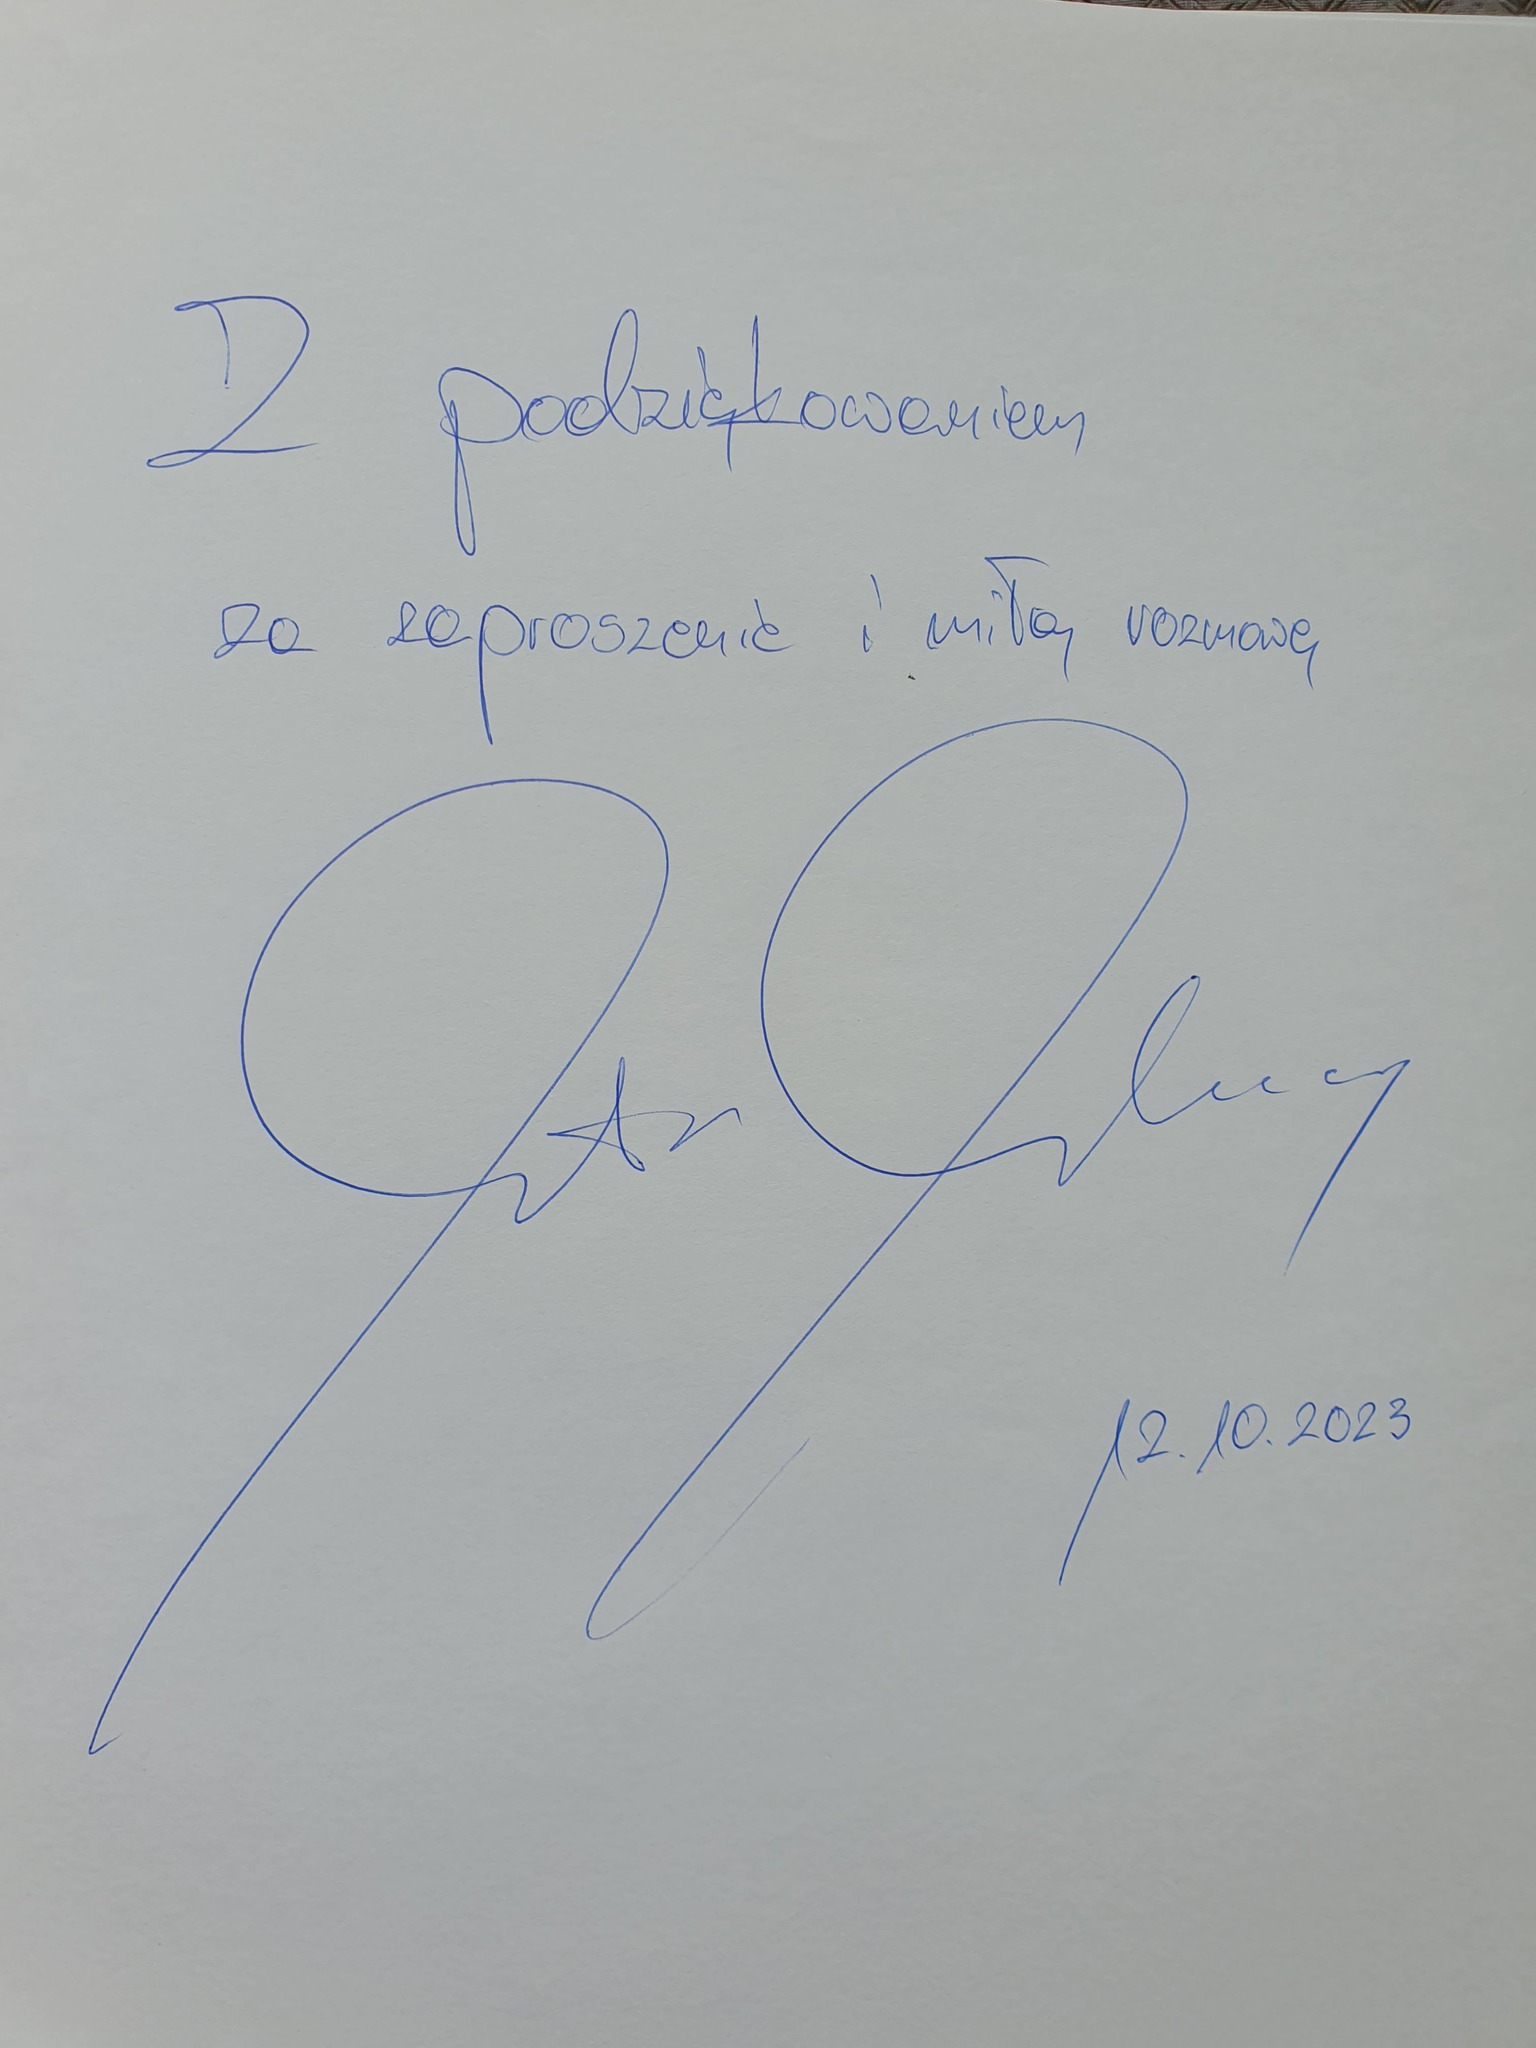 Z podziękowaniem
za zaproszenie i miłą rozmowę
12.10.2023